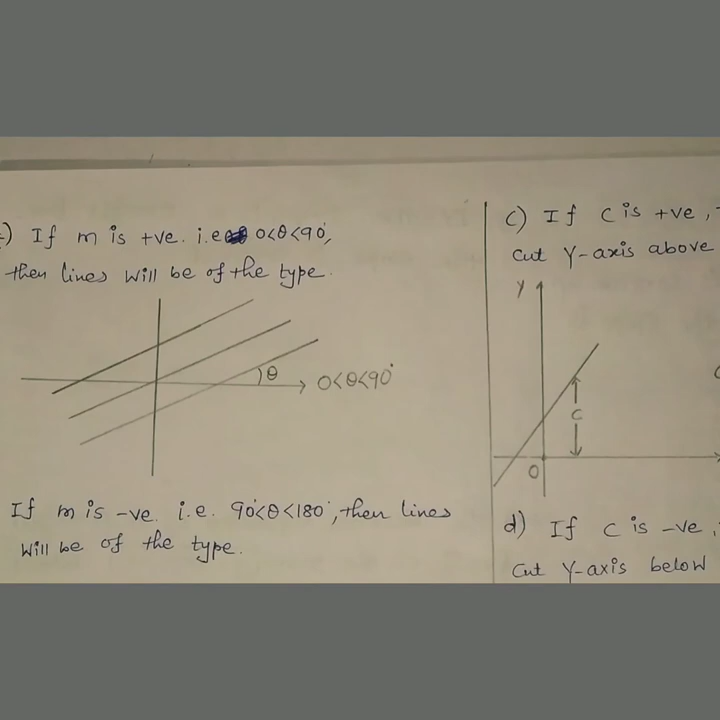 If m is +ve. i.e. 0<θ<90°,
then lines will be of the type.
θ
0<θ<90°
If m is -ve. i.e. 90°<θ<180°, then lines
will be of the type.
c) If c is +ve,
cut Y-axis above
Y
c
O
d) If c is -ve,
cut Y-axis below